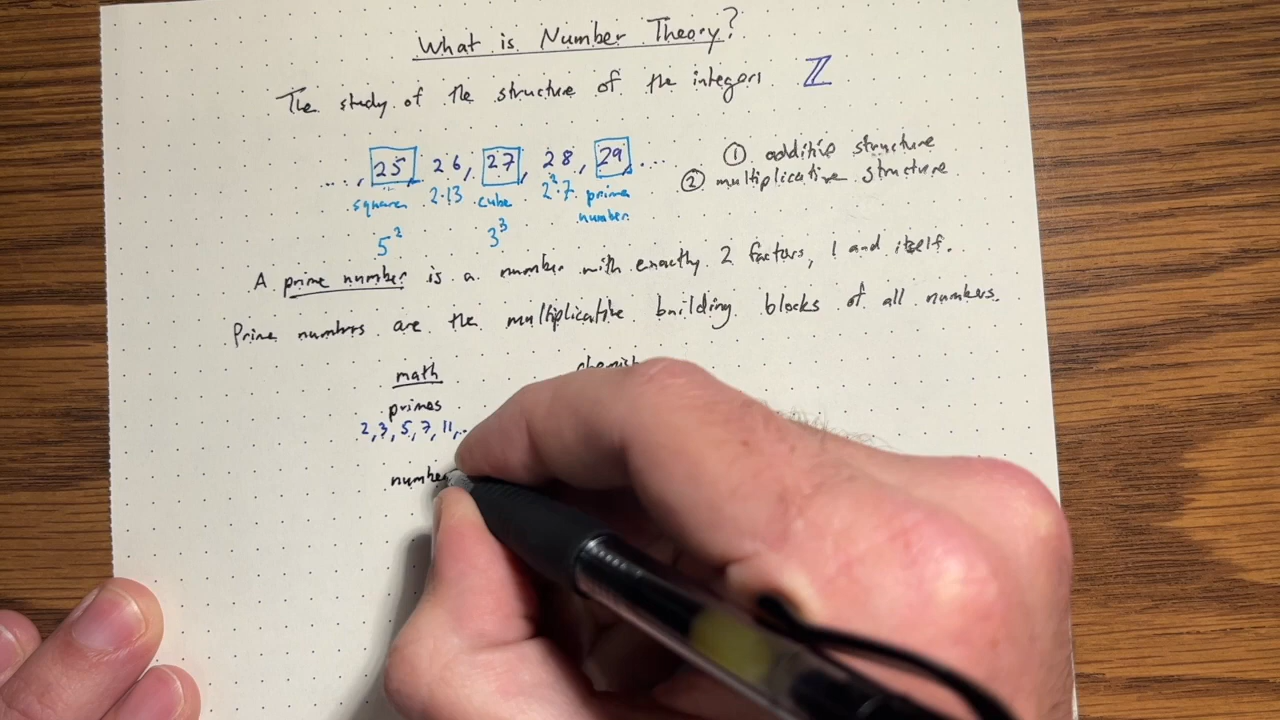 What is Number Theory?
The study of the structure of the integers ℤ
..., 25, 26, 27, 28, 29, ...
square 2·13 cube 2²·7 prime number
5² 3³
① additive structure
② multiplicative structure
A prime number is a number with exactly 2 factors, 1 and itself.
Prime numbers are the multiplicative building blocks of all numbers.
math
primes
2, 3, 5, 7, 11, ..
number